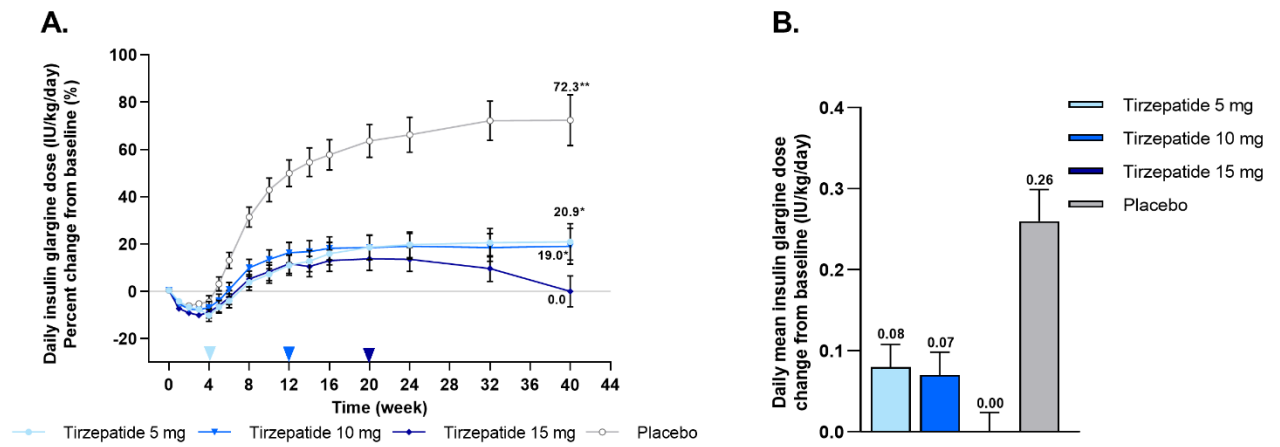 A.
Daily insulin glargine dose (IU/kg/day)
Percent change from baseline (%)
100
80
60
40
20
0
-20
72.3**
20.9*
19.0*
0.0
0 4 8 12 16 20 24 28 32 36 40 44
Time (week)
Tirzepatide 5 mg Tirzepatide 10 mg Tirzepatide 15 mg Placebo
B.
Daily mean insulin glargine dose
change from baseline (IU/kg/day)
0.4
0.3
0.2
0.1
0.0
0.08
0.07
0.00
0.26
Tirzepatide 5 mg
Tirzepatide 10 mg
Tirzepatide 15 mg
Placebo